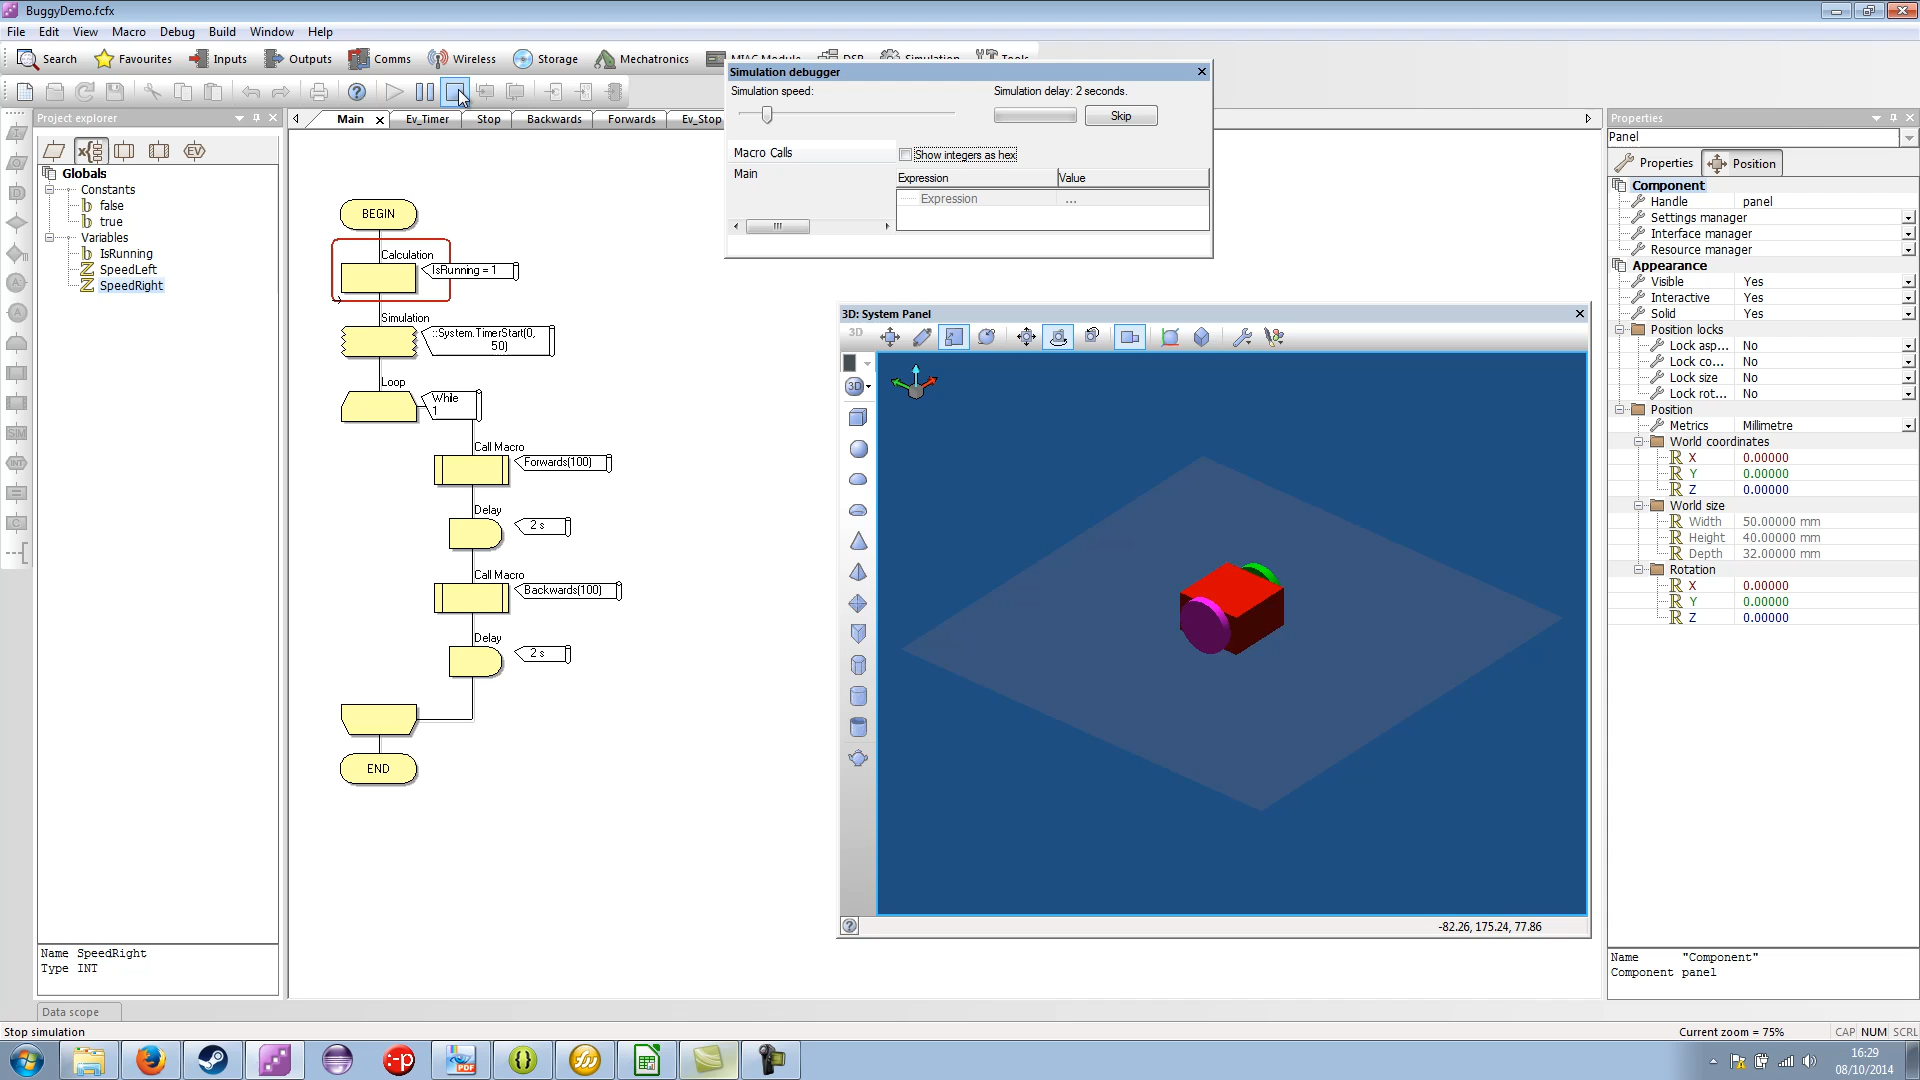 BuggyDemo.fcfx
File Edit View Macro Debug Build Window Help
Search Favourites Inputs Outputs Comms Wireless Storage Mechatronics MIAC Module DSP Simulation Tools
Simulation debugger
Simulation speed:
Simulation delay: 2 seconds.
Skip
Macro Calls
Show integers as hex
Main
Expression Value
Expression ...
Project explorer
Main Ev_Timer Stop Backwards Forwards Ev_Stop
EV
Globals
Constants
false
true
Variables
IsRunning
SpeedLeft
SpeedRight
Name SpeedRight
Type INT
BEGIN
Calculation
IsRunning = 1
Simulation
::System.TimerStart(0,
50)
Loop
While
1
Call Macro
Forwards(100)
Delay
2 s
Call Macro
Backwards(100)
Delay
2 s
END
3D: System Panel
3D
3D
-82.26, 175.24, 77.86
Properties
Panel
Properties Position
Component
Handle panel
Settings manager
Interface manager
Resource manager
Appearance
Visible Yes
Interactive Yes
Solid Yes
Position locks
Lock asp... No
Lock co... No
Lock size No
Lock rot... No
Position
Metrics Millimetre
World coordinates
X 0.00000
Y 0.00000
Z 0.00000
World size
Width 50.00000 mm
Height 40.00000 mm
Depth 32.00000 mm
Rotation
X 0.00000
Y 0.00000
Z 0.00000
Name "Component"
Component panel
Data scope
Stop simulation
Current zoom = 75%
CAP NUM SCRL
PDF
16:29
08/10/2014